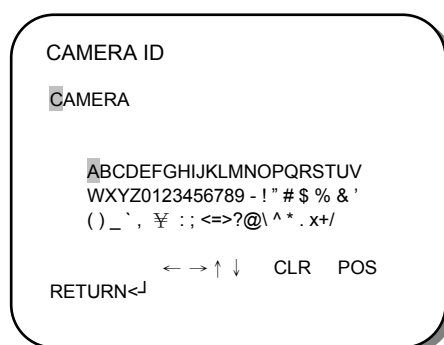 CAMERA ID
CAMERA
ABCDEFGHIJKLMNOPQRSTUV
WXYZ0123456789 - ! ” # $ % & ’
( ) _ ` , ¥ : ; <=>?@\ ^ * . x+/
← → ↑ ↓ CLR POS
RETURN<┘